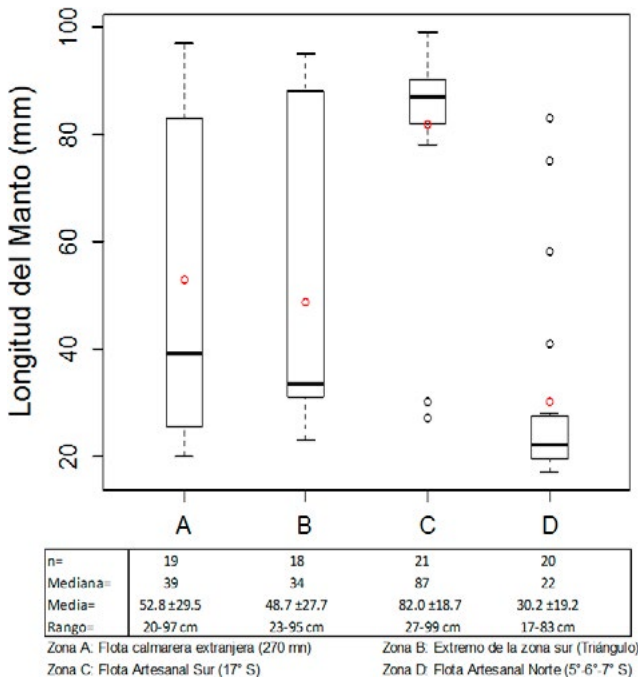 Longitud del Manto (mm)
100
80
60
40
20
A B C D
n= 19 18 21 20
Mediana= 39 34 87 22
Media= 52.8 ±29.5 48.7 ±27.7 82.0 ±18.7 30.2 ±19.2
Rango= 20-97 cm 23-95 cm 27-99 cm 17-83 cm
Zona A: Flota calmarera extranjera (270 mn) Zona B: Extremo de la zona sur (Triángulo)
Zona C: Flota Artesanal Sur (17° S) Zona D: Flota Artesanal Norte (5°-6°-7° S)